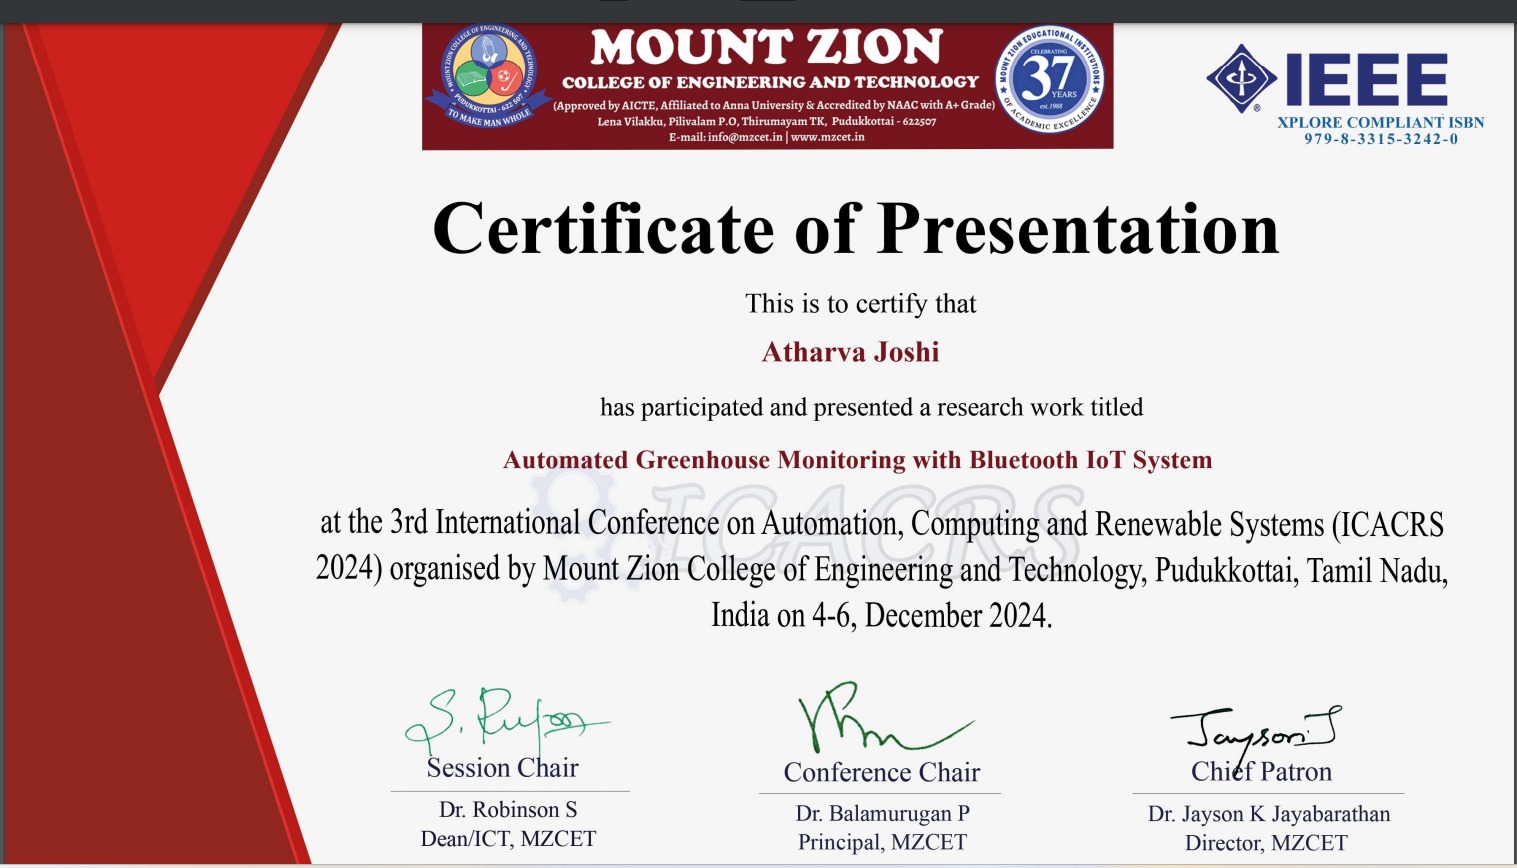 MOUNT ZION
COLLEGE OF ENGINEERING AND TECHNOLOGY
(Approved by AICTE, Affiliated to Anna University & Accredited by NAAC with A+ Grade)
Lena Vilakku, Pilivalam P.O, Thirumayam TK, Pudukkottai - 622507
E-mail: info@mzcet.in | www.mzcet.in
MOUNT ZION COLLEGE OF ENGINEERING AND TECHNOLOGY
PUDUKKOTTAI - 622 507
TO MAKE MAN WHOLE
MOUNT ZION EDUCATIONAL INSTITUTIONS
CELEBRATING
37
YEARS
est. 1988
OF ACADEMIC EXCELLENCE
IEEE
®
XPLORE COMPLIANT ISBN
979-8-3315-3242-0
Certificate of Presentation
This is to certify that
Atharva Joshi
has participated and presented a research work titled
Automated Greenhouse Monitoring with Bluetooth IoT System
ICACRS
at the 3rd International Conference on Automation, Computing and Renewable Systems (ICACRS
2024) organised by Mount Zion College of Engineering and Technology, Pudukkottai, Tamil Nadu,
India on 4-6, December 2024.
Session Chair
Dr. Robinson S
Dean/ICT, MZCET
Conference Chair
Dr. Balamurugan P
Principal, MZCET
Jayson J
Chief Patron
Dr. Jayson K Jayabarathan
Director, MZCET